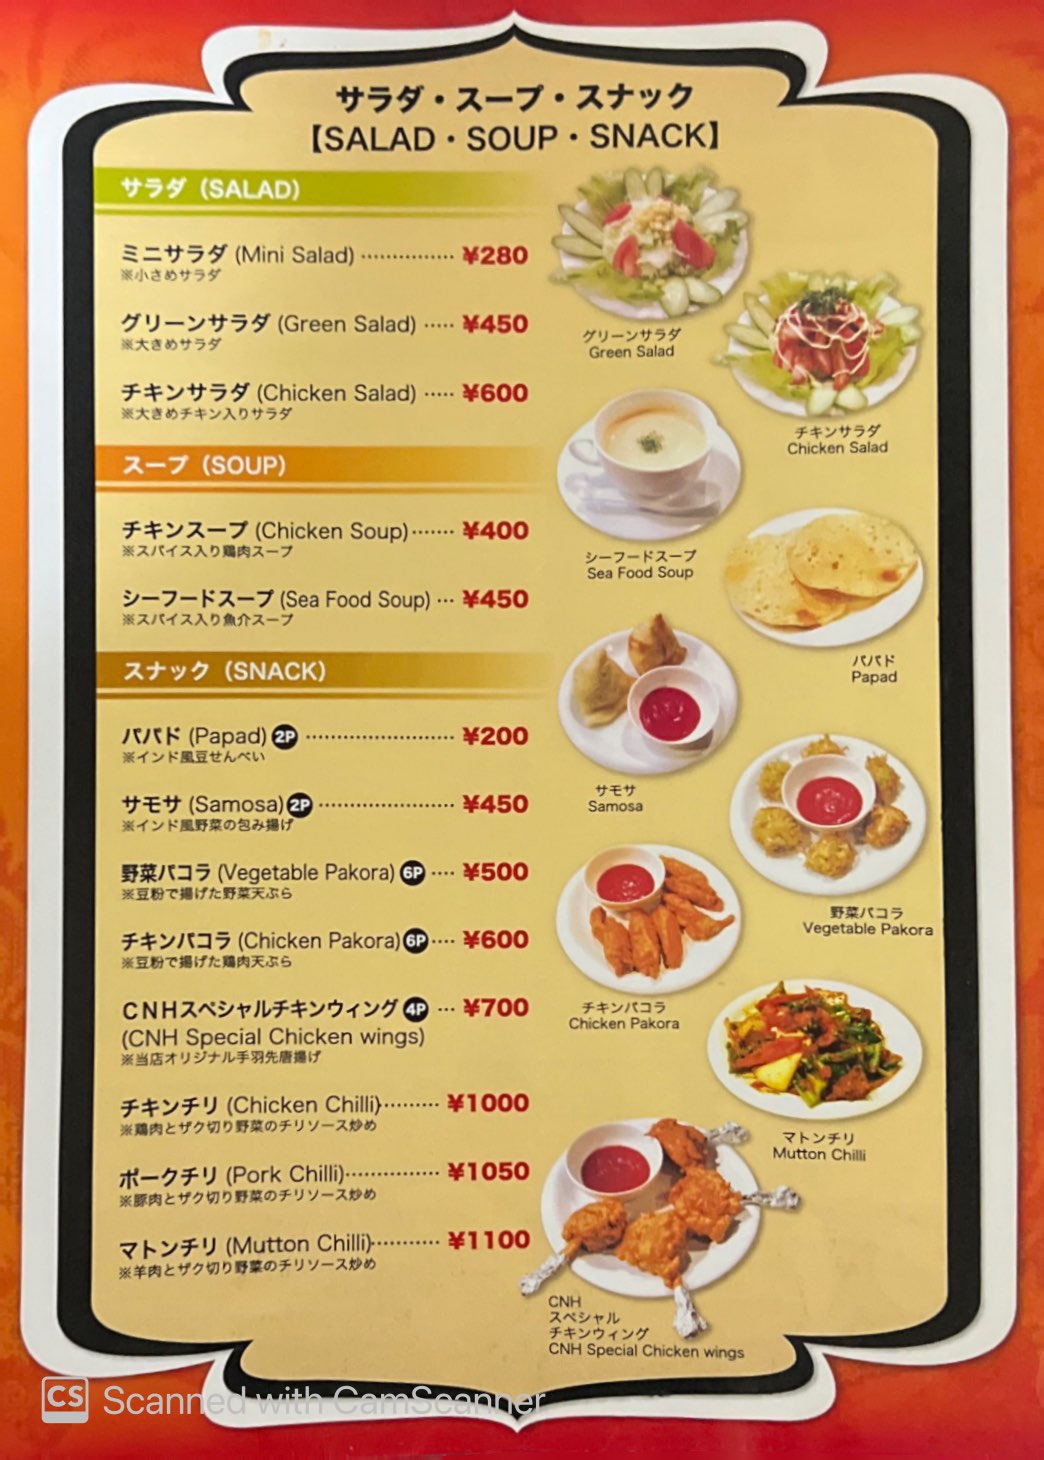 サラダ・スープ・スナック
【SALAD・SOUP・SNACK】
サラダ（SALAD）
ミニサラダ (Mini Salad) ················ ¥280
※小さめサラダ
グリーンサラダ (Green Salad) ····· ¥450
※大きめサラダ
チキンサラダ (Chicken Salad) ····· ¥600
※大きめチキン入りサラダ
スープ（SOUP）
チキンスープ (Chicken Soup)······· ¥400
※スパイス入り鶏肉スープ
シーフードスープ (Sea Food Soup) ··· ¥450
※スパイス入り魚介スープ
スナック（SNACK）
パパド (Papad) 2P ························· ¥200
※インド風豆せんべい
サモサ (Samosa) 2P ······················· ¥450
※インド風野菜の包み揚げ
野菜パコラ (Vegetable Pakora) 6P ···· ¥500
※豆粉で揚げた野菜天ぷら
チキンパコラ (Chicken Pakora) 6P ···· ¥600
※豆粉で揚げた鶏肉天ぷら
CNHスペシャルチキンウィング 4P ··· ¥700
(CNH Special Chicken wings)
※当店オリジナル手羽先唐揚げ
チキンチリ (Chicken Chilli)·········· ¥1000
※鶏肉とザク切り野菜のチリソース炒め
ポークチリ (Pork Chilli)················ ¥1050
※豚肉とザク切り野菜のチリソース炒め
マトンチリ (Mutton Chilli)············ ¥1100
※羊肉とザク切り野菜のチリソース炒め
グリーンサラダ
Green Salad
チキンサラダ
Chicken Salad
シーフードスープ
Sea Food Soup
パパド
Papad
サモサ
Samosa
野菜パコラ
Vegetable Pakora
チキンパコラ
Chicken Pakora
マトンチリ
Mutton Chilli
CNH
スペシャル
チキンウィング
CNH Special Chicken wings
CS Scanned with CamScanner